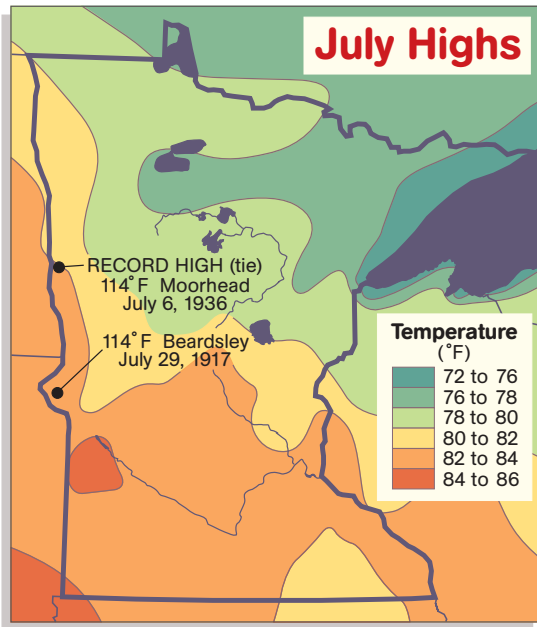 July Highs
RECORD HIGH (tie)
114°F Moorhead
July 6, 1936
114°F Beardsley
July 29, 1917
Temperature
(°F)
72 to 76
76 to 78
78 to 80
80 to 82
82 to 84
84 to 86